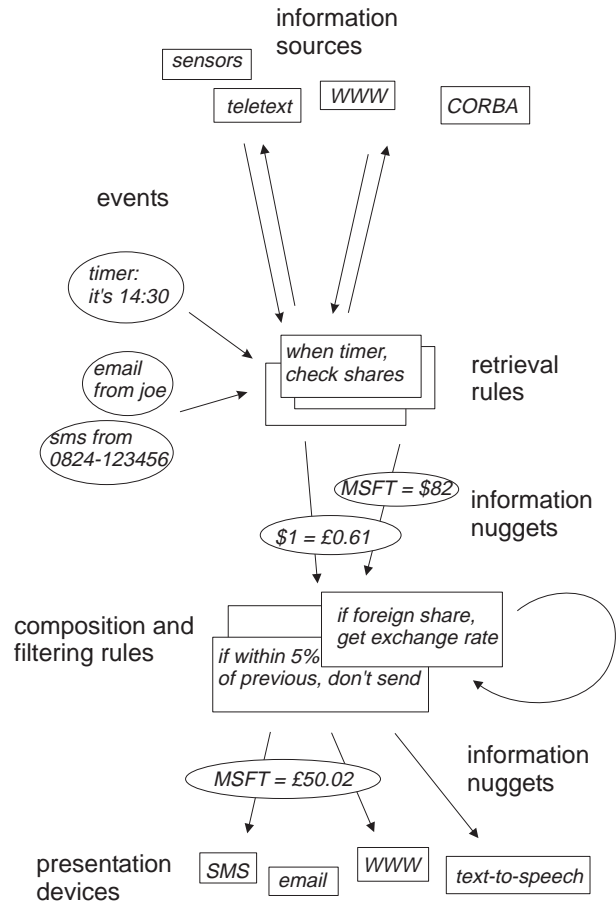 information
sources
sensors
teletext
WWW
CORBA
events
timer:
it's 14:30
email
from joe
sms from
0824-123456
when timer,
check shares
retrieval
rules
MSFT = $82
$1 = £0.61
information
nuggets
composition and
filtering rules
if foreign share,
get exchange rate
if within 5%
of previous, don't send
MSFT = £50.02
information
nuggets
presentation
devices
SMS
email
WWW
text-to-speech